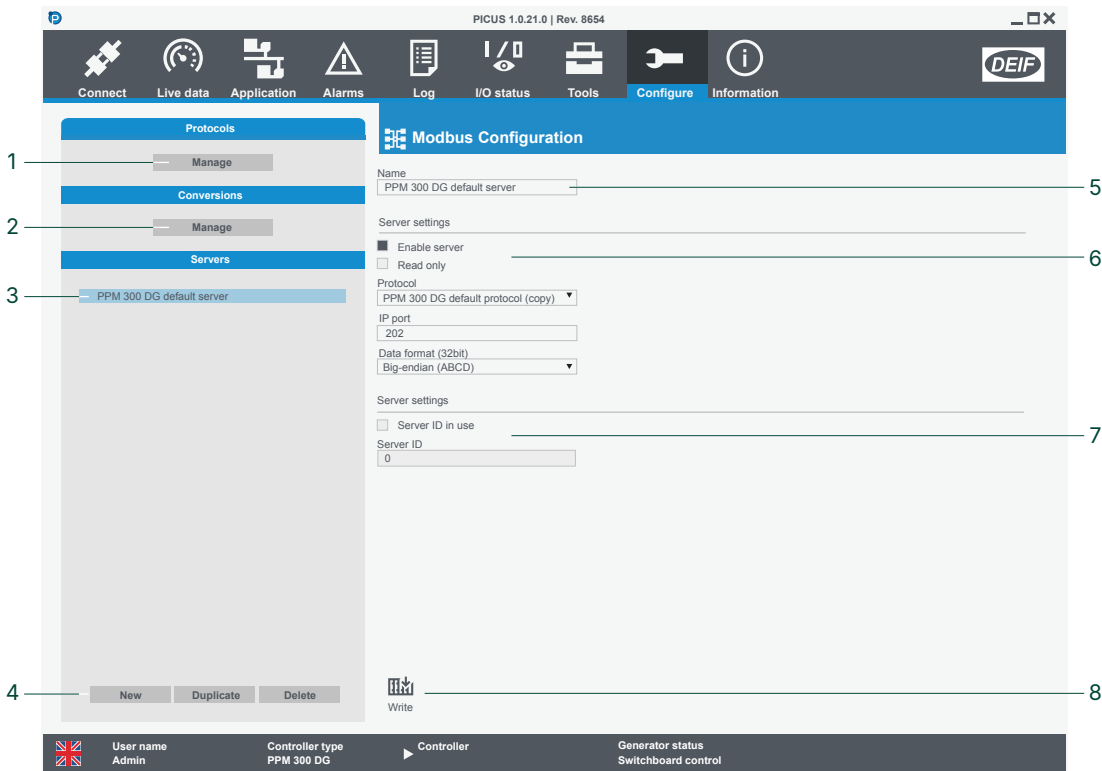 PICUS 1.0.21.0 | Rev. 8654
Connect Live data Application Alarms Log I/O status Tools Configure Information
DEIF
Protocols
Modbus Configuration
1
Manage
Name
PPM 300 DG default server
5
Conversions
2
Manage
Server settings
Enable server
6
Servers
Read only
Protocol
3
PPM 300 DG default server
PPM 300 DG default protocol (copy)
IP port
202
Data format (32bit)
Big-endian (ABCD)
Server settings
Server ID in use
7
Server ID
0
4
New Duplicate Delete
8
Write
User name Controller type Controller Generator status
Admin PPM 300 DG Switchboard control